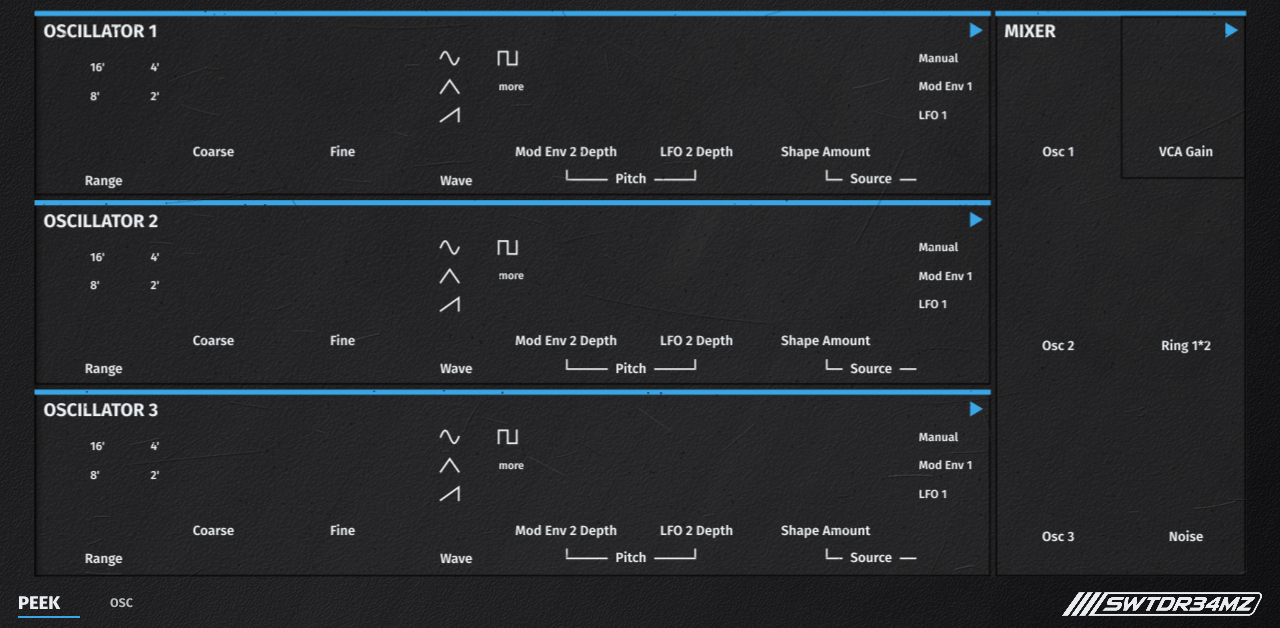 OSCILLATOR 1
16' 4'
8' 2'
more
Manual
Mod Env 1
LFO 1
Coarse Fine Mod Env 2 Depth LFO 2 Depth Shape Amount
Range Wave Pitch Source
MIXER
Osc 1 VCA Gain
OSCILLATOR 2
16' 4'
8' 2'
more
Manual
Mod Env 1
LFO 1
Coarse Fine Mod Env 2 Depth LFO 2 Depth Shape Amount
Range Wave Pitch Source
Osc 2 Ring 1*2
OSCILLATOR 3
16' 4'
8' 2'
more
Manual
Mod Env 1
LFO 1
Coarse Fine Mod Env 2 Depth LFO 2 Depth Shape Amount
Range Wave Pitch Source
Osc 3 Noise
PEEK OSC
SWTDR34MZ